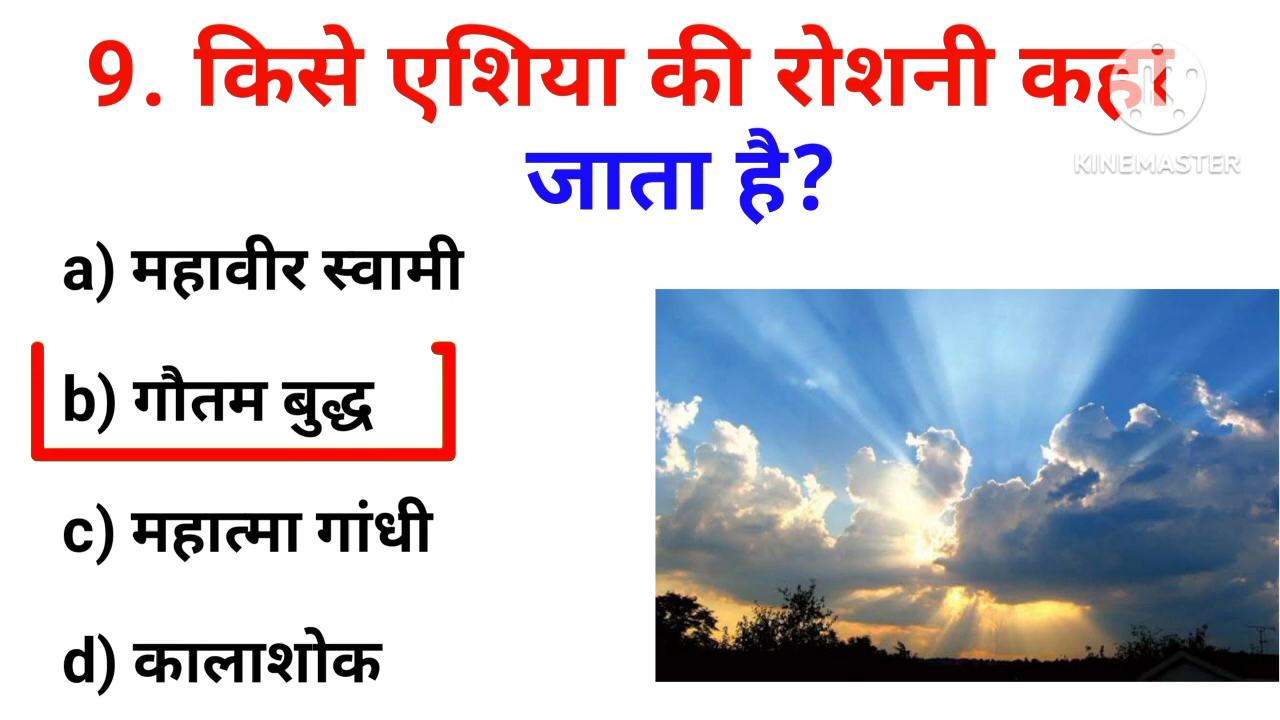 9. किसे एशिया की रोशनी कहा
जाता है?
KINEMASTER
a) महावीर स्वामी
b) गौतम बुद्ध
c) महात्मा गांधी
d) कालाशोक